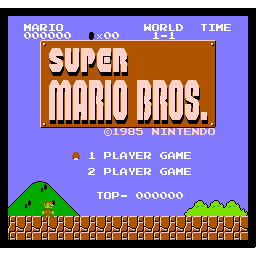 MARIO WORLD TIME
000000 ×00 1-1
SUPER
MARIO BROS.
©1985 NINTENDO
1 PLAYER GAME
2 PLAYER GAME
TOP- 000000